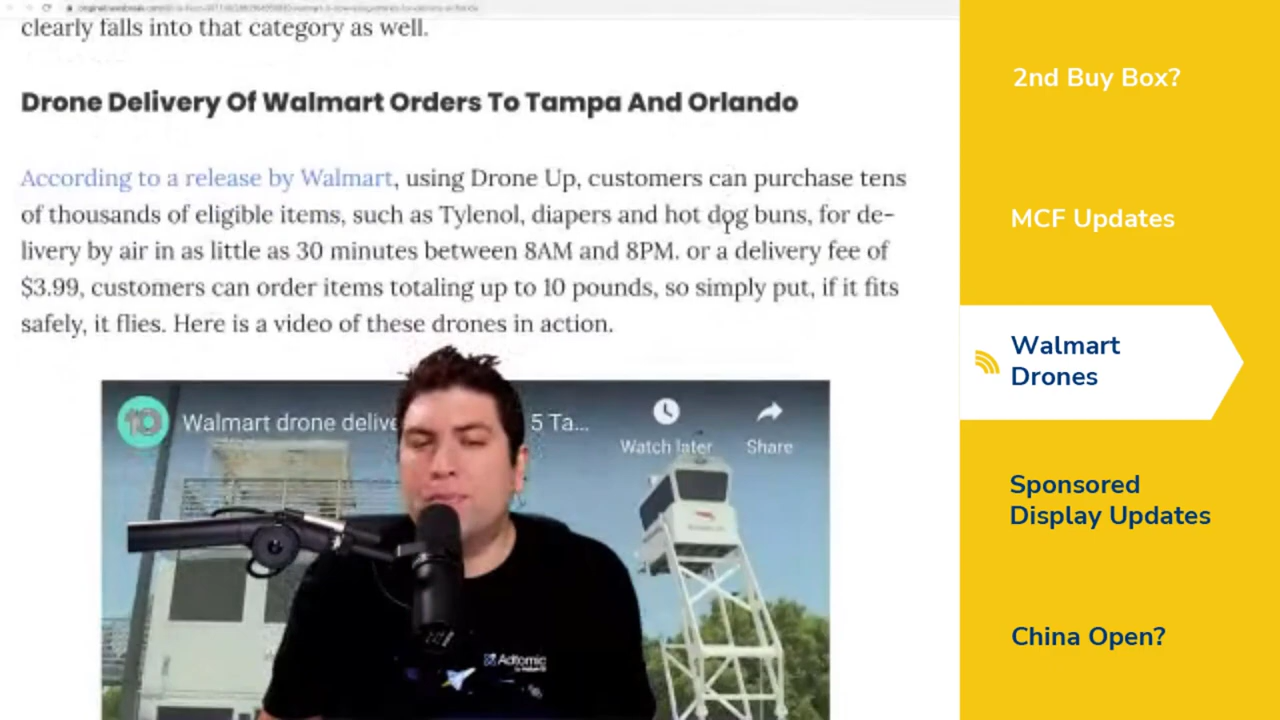 clearly falls into that category as well.
Drone Delivery Of Walmart Orders To Tampa And Orlando
According to a release by Walmart, using Drone Up, customers can purchase tens
of thousands of eligible items, such as Tylenol, diapers and hot dog buns, for de-
livery by air in as little as 30 minutes between 8AM and 8PM. or a delivery fee of
$3.99, customers can order items totaling up to 10 pounds, so simply put, if it fits
safely, it flies. Here is a video of these drones in action.
10
Walmart drone delive
5 Ta...
Watch later
Share
Adtomic
2nd Buy Box?
MCF Updates
Walmart
Drones
Sponsored
Display Updates
China Open?